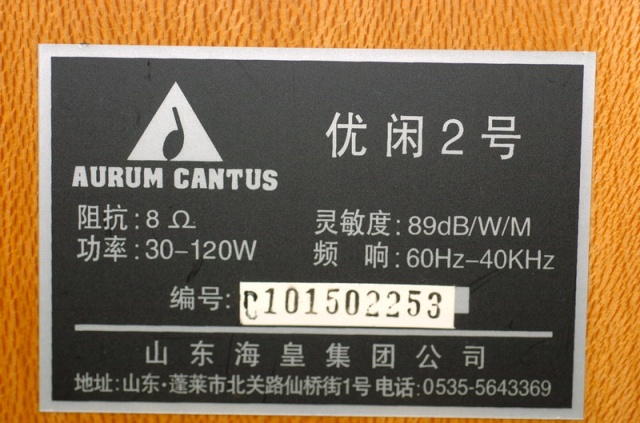 AURUM CANTUS
优闲2号
阻抗:8 Ω 灵敏度:89dB/W/M
功率:30-120W 频 响:60Hz-40KHz
编号: 0101502253
山东海皇集团公司
地址:山东·蓬莱市北关路仙桥街1号 电话:0535-5643369